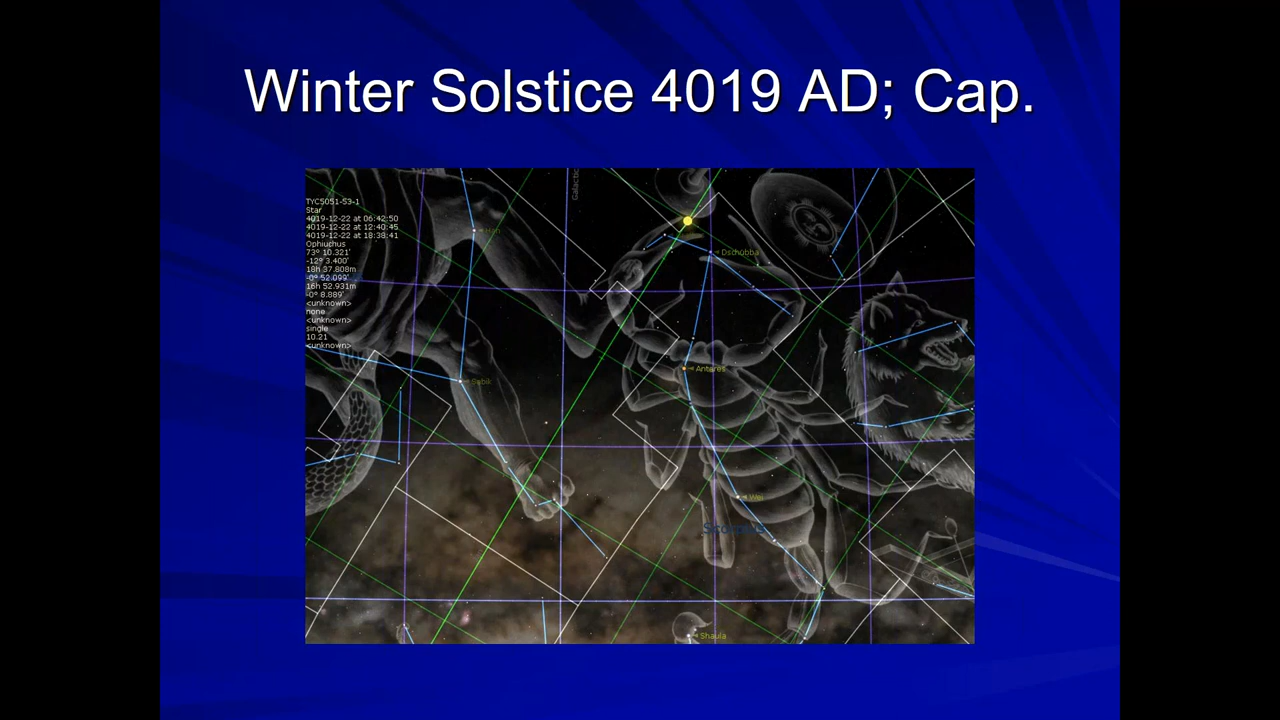 Winter Solstice 4019 AD; Cap.
Galactic
TYC5051-53-1
Star
4019-12-22 at 06:42:50
4019-12-22 at 12:40:45
4019-12-22 at 18:38:41
Ophiuchus
73° 10.321'
-12° 3.400'
18h 37.808m
-0° 52.099'
16h 52.931m
-0° 8.889'
<unknown>
none
<unknown>
single
10.21
<unknown>
Han
Dschubba
Antares
Sabik
Wei
Scorpius
Shaula